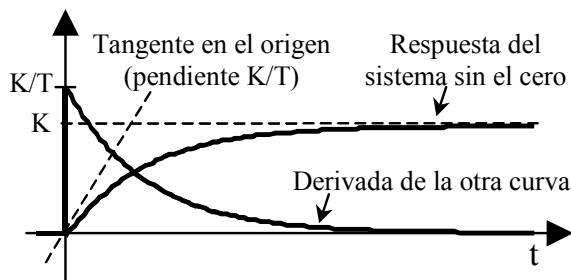 Tangente en el origen
(pendiente K/T)
Respuesta del
sistema sin el cero
K/T
K
Derivada de la otra curva
t